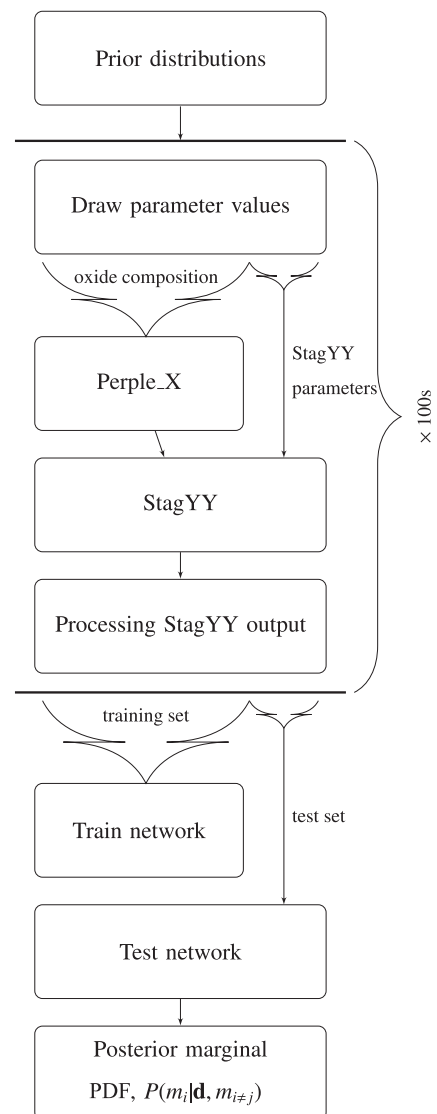 Prior distributions
Draw parameter values
oxide composition
StagYY
parameters
Perple_X
× 100s
StagYY
Processing StagYY output
training set
test set
Train network
Test network
Posterior marginal
PDF, P(mᵢ|d, mᵢ≠ⱼ)